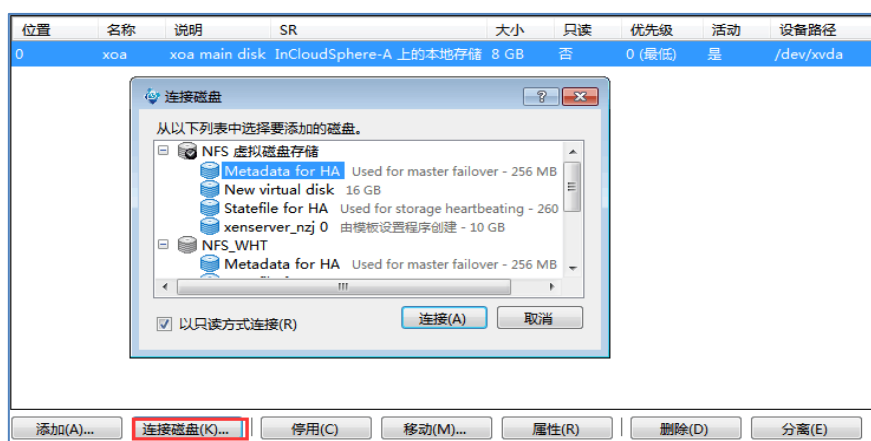 位置 名称 说明 SR 大小 只读 优先级 活动 设备路径
0 xoa xoa main disk InCloudSphere-A 上的本地存储 8 GB 否 0 (最低) 是 /dev/xvda
连接磁盘
从以下列表中选择要添加的磁盘。
NFS 虚拟磁盘存储
Metadata for HA Used for master failover - 256 MB
New virtual disk 16 GB
Statefile for HA Used for storage heartbeating - 260
xenserver_nzj 0 由模板设置程序创建 - 10 GB
NFS_WHT
Metadata for HA Used for master failover - 256 MB
以只读方式连接(R) 连接(A) 取消
添加(A)... 连接磁盘(K)... 停用(C) 移动(M)... 属性(R) 删除(D) 分离(E)